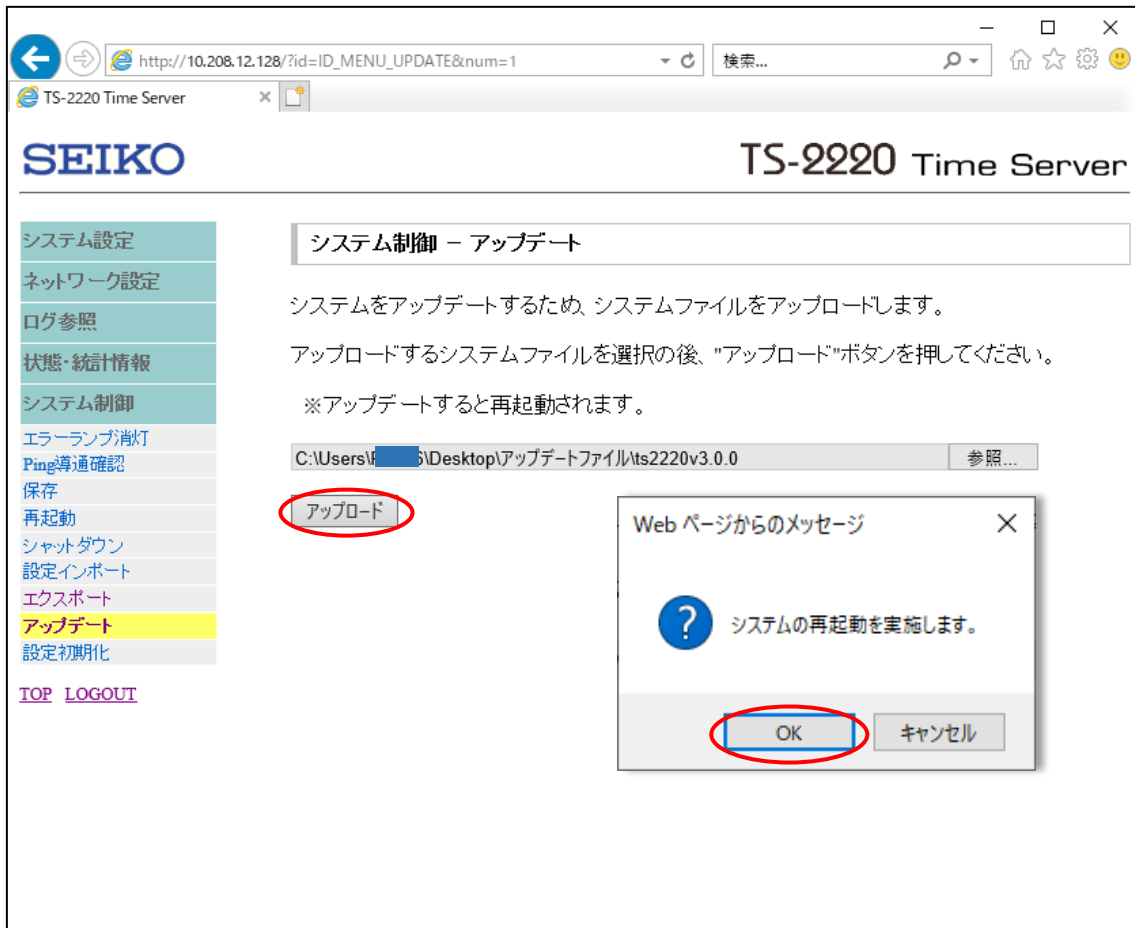 http://10.208.12.128/?id=ID_MENU_UPDATE&num=1
検索...
TS-2220 Time Server
SEIKO
TS-2220 Time Server
システム設定
ネットワーク設定
ログ参照
状態・統計情報
システム制御
エラーランプ消灯
Ping導通確認
保存
再起動
シャットダウン
設定インポート
エクスポート
アップデート
設定初期化
TOP LOGOUT
システム制御 － アップデート
システムをアップデートするため、システムファイルをアップロードします。
アップロードするシステムファイルを選択の後、"アップロード"ボタンを押してください。
※アップデートすると再起動されます。
C:\Users\ \Desktop\アップデートファイル\ts2220v3.0.0
参照...
アップロード
Web ページからのメッセージ
システムの再起動を実施します。
OK
キャンセル